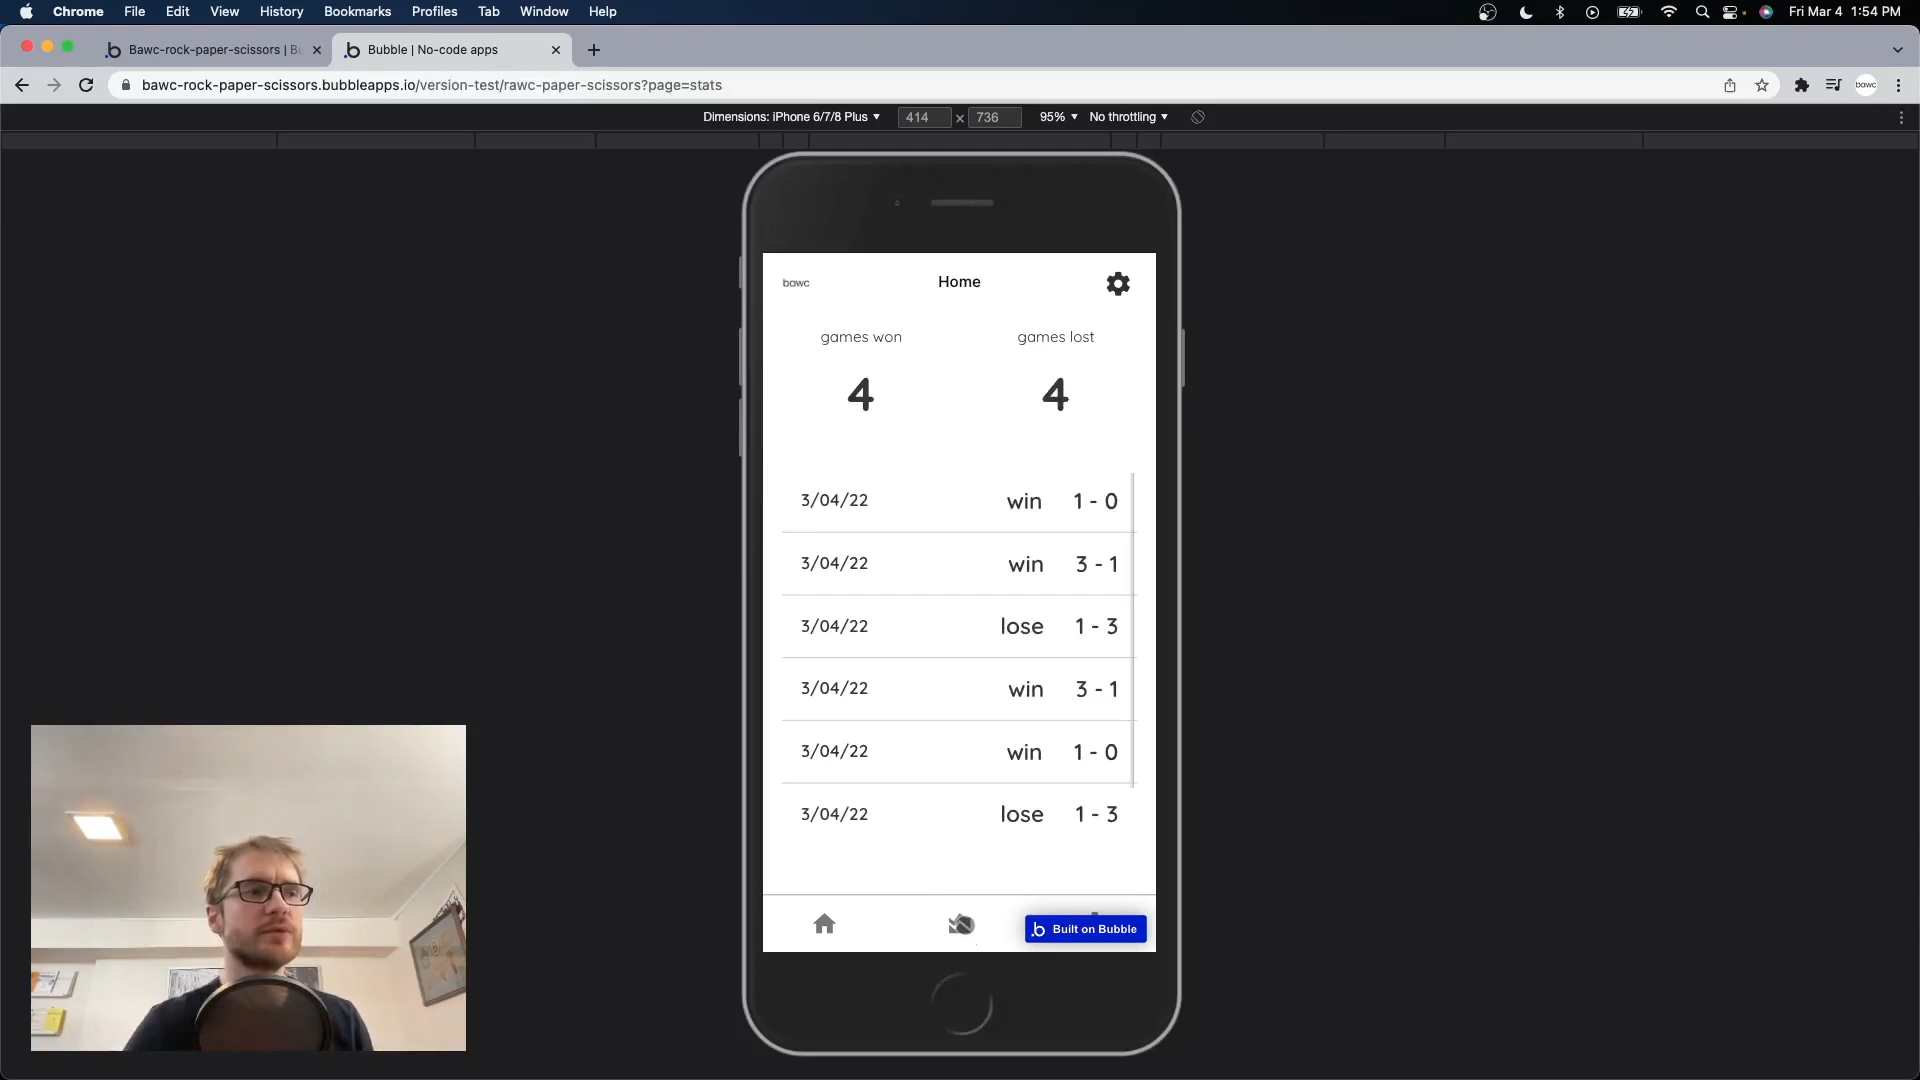 Chrome File Edit View History Bookmarks Profiles Tab Window Help Fri Mar 4 1:54 PM
Bawc-rock-paper-scissors | Bu Bubble | No-code apps
bawc-rock-paper-scissors.bubbleapps.io/version-test/rawc-paper-scissors?page=stats bawc
Dimensions: iPhone 6/7/8 Plus 414 × 736 95% No throttling
bawc Home
games won games lost
4 4
3/04/22 win 1 - 0
3/04/22 win 3 - 1
3/04/22 lose 1 - 3
3/04/22 win 3 - 1
3/04/22 win 1 - 0
3/04/22 lose 1 - 3
Built on Bubble